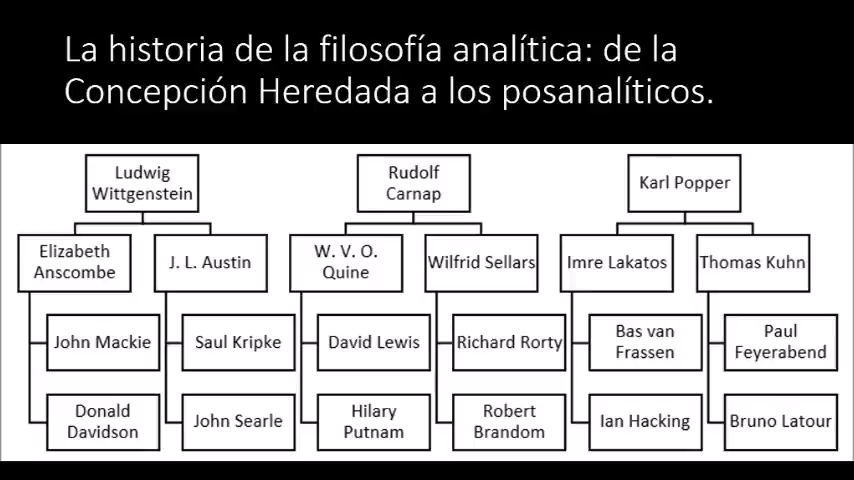 La historia de la filosofía analítica: de la
Concepción Heredada a los posanalíticos.
Ludwig
Wittgenstein
Rudolf
Carnap
Karl Popper
Elizabeth
Anscombe
J. L. Austin
W. V. O.
Quine
Wilfrid Sellars
Imre Lakatos
Thomas Kuhn
John Mackie
Saul Kripke
David Lewis
Richard Rorty
Bas van
Frassen
Paul
Feyerabend
Donald
Davidson
John Searle
Hilary
Putnam
Robert
Brandom
Ian Hacking
Bruno Latour